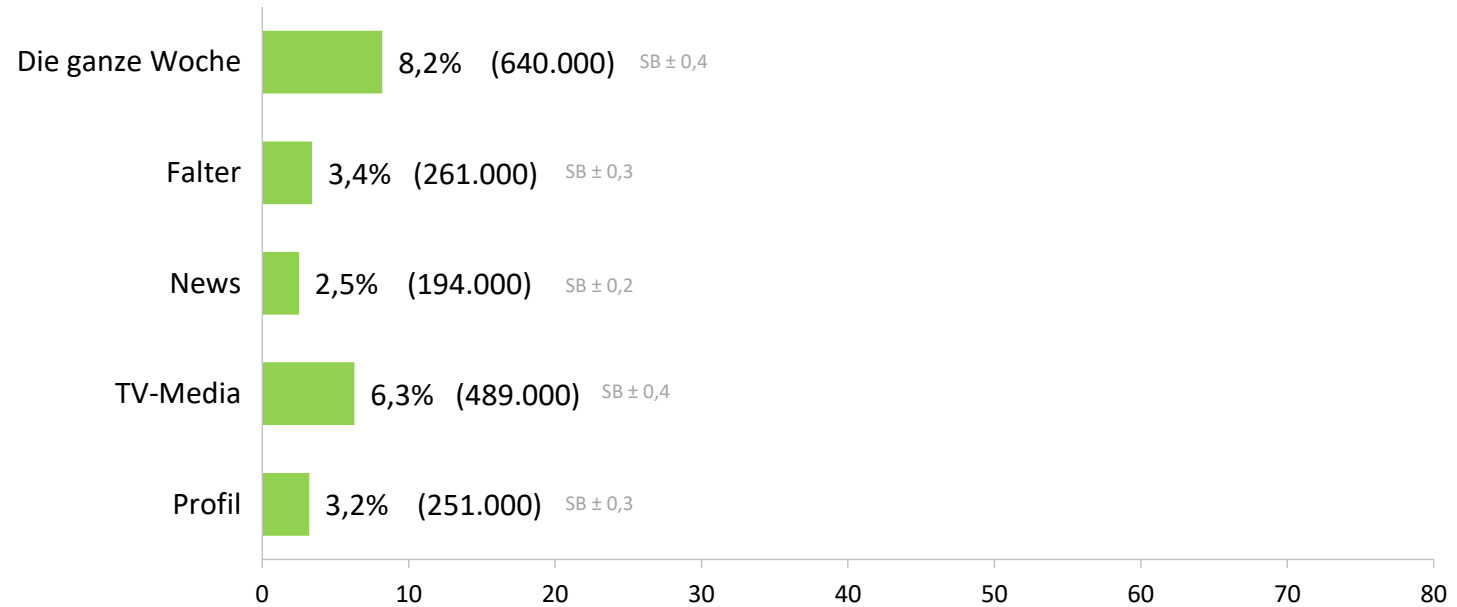 Die ganze Woche 8,2% (640.000) SB ± 0,4
Falter 3,4% (261.000) SB ± 0,3
News 2,5% (194.000) SB ± 0,2
TV-Media 6,3% (489.000) SB ± 0,4
Profil 3,2% (251.000) SB ± 0,3
0 10 20 30 40 50 60 70 80